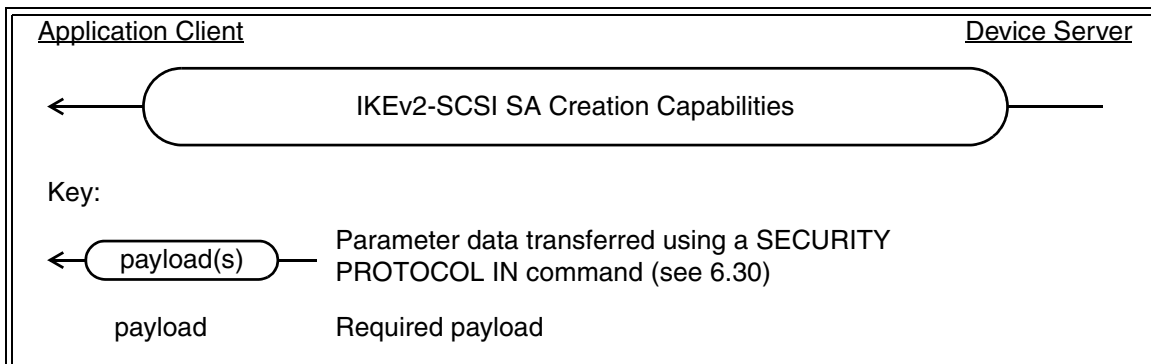 Application Client
Device Server
IKEv2-SCSI SA Creation Capabilities
Key:
payload(s)
Parameter data transferred using a SECURITY
PROTOCOL IN command (see 6.30)
payload
Required payload